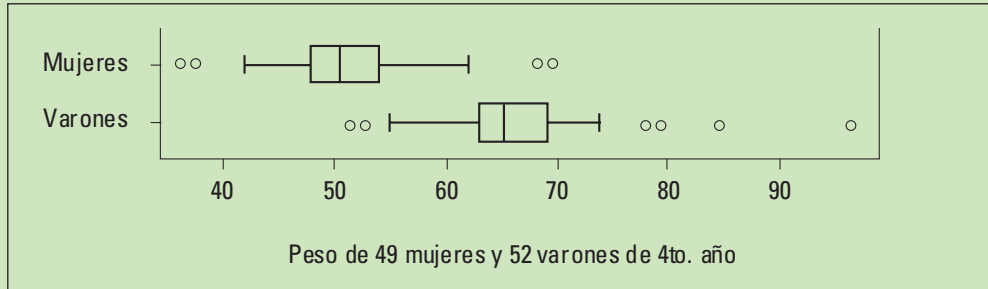 Mujeres
Varones
40 50 60 70 80 90
Peso de 49 mujeres y 52 varones de 4to. año